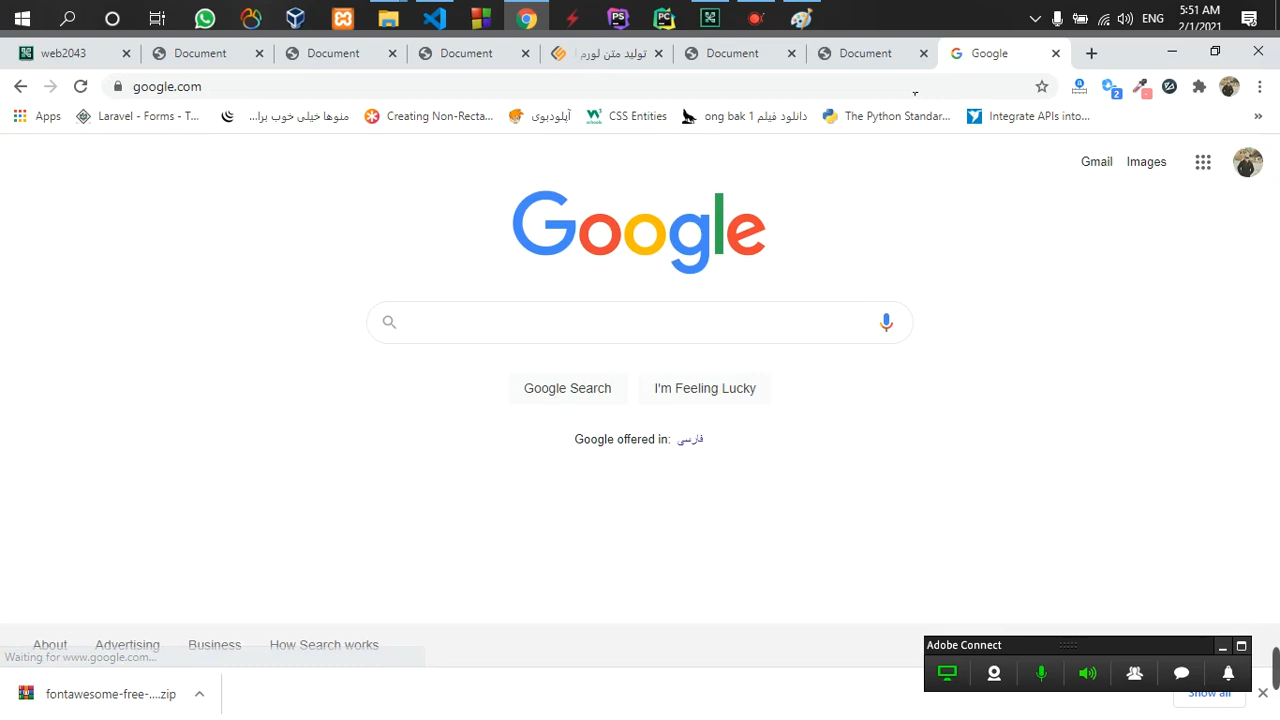 5:51 AM
ENG
2/1/2021
web2043
Document
Document
Document
تولید متن لورم
Document
Document
Google
google.com
2
Apps
Laravel - Forms - T...
منوها خیلی خوب برا...
Creating Non-Recta...
آپلودبوی
CSS Entities
دانلود فیلم ong bak 1
The Python Standar...
Integrate APIs into...
»
Gmail
Images
Google
Google Search
I'm Feeling Lucky
Google offered in: فارسی
About
Advertising
Business
How Search works
Waiting for www.google.com...
Adobe Connect
fontawesome-free-....zip
Show all